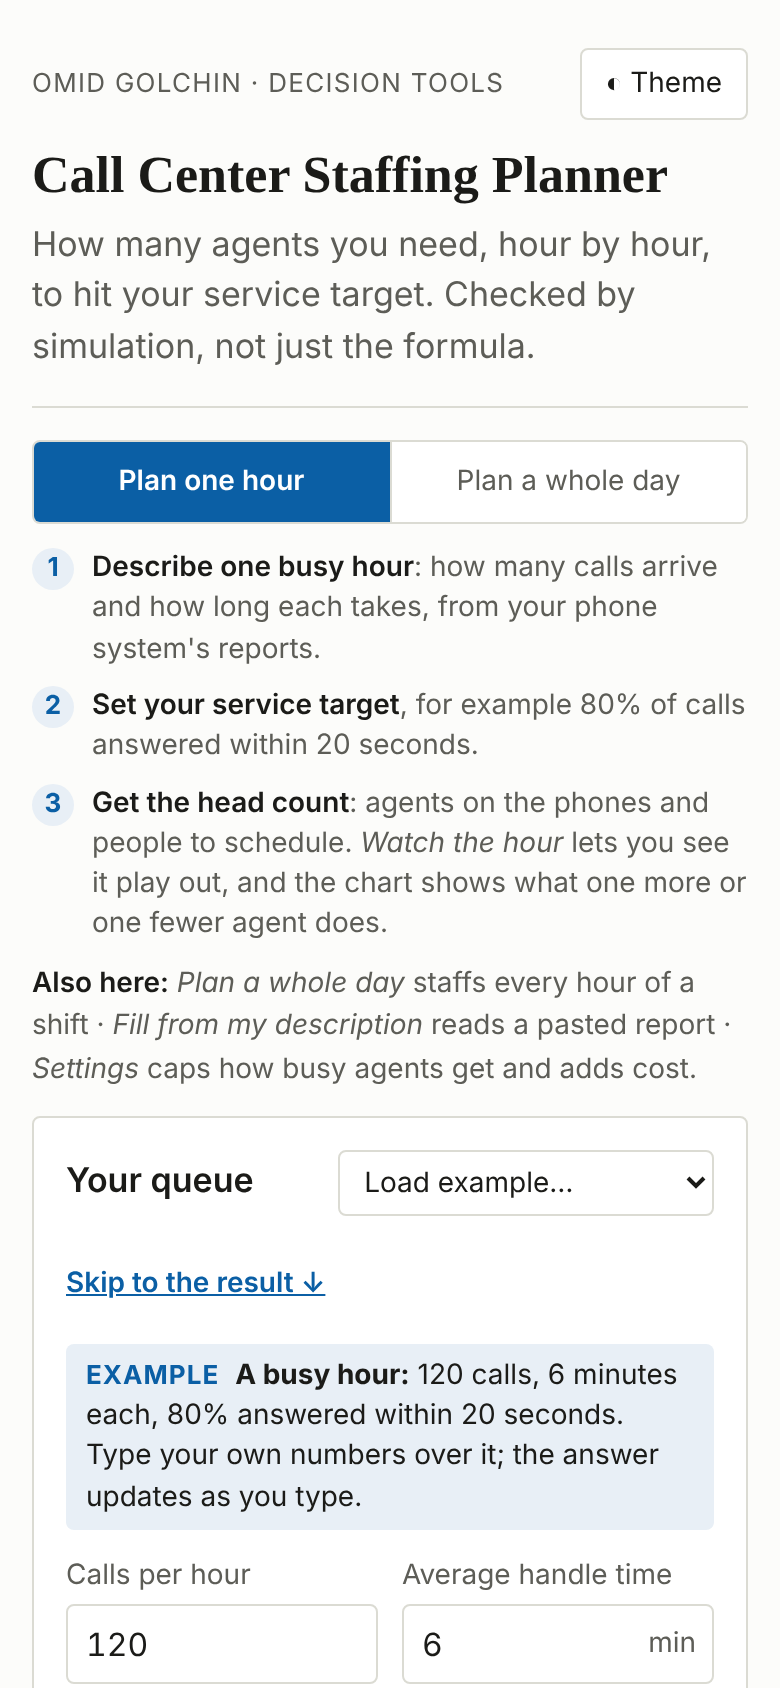 OMID GOLCHIN · DECISION TOOLS
Theme
Call Center Staffing Planner
How many agents you need, hour by hour,
to hit your service target. Checked by
simulation, not just the formula.
Plan one hour
Plan a whole day
1 Describe one busy hour: how many calls arrive
and how long each takes, from your phone
system's reports.
2 Set your service target, for example 80% of calls
answered within 20 seconds.
3 Get the head count: agents on the phones and
people to schedule. Watch the hour lets you see
it play out, and the chart shows what one more or
one fewer agent does.
Also here: Plan a whole day staffs every hour of a
shift · Fill from my description reads a pasted report ·
Settings caps how busy agents get and adds cost.
Your queue
Load example...
Skip to the result ↓
EXAMPLE A busy hour: 120 calls, 6 minutes
each, 80% answered within 20 seconds.
Type your own numbers over it; the answer
updates as you type.
Calls per hour
Average handle time
120
6 min